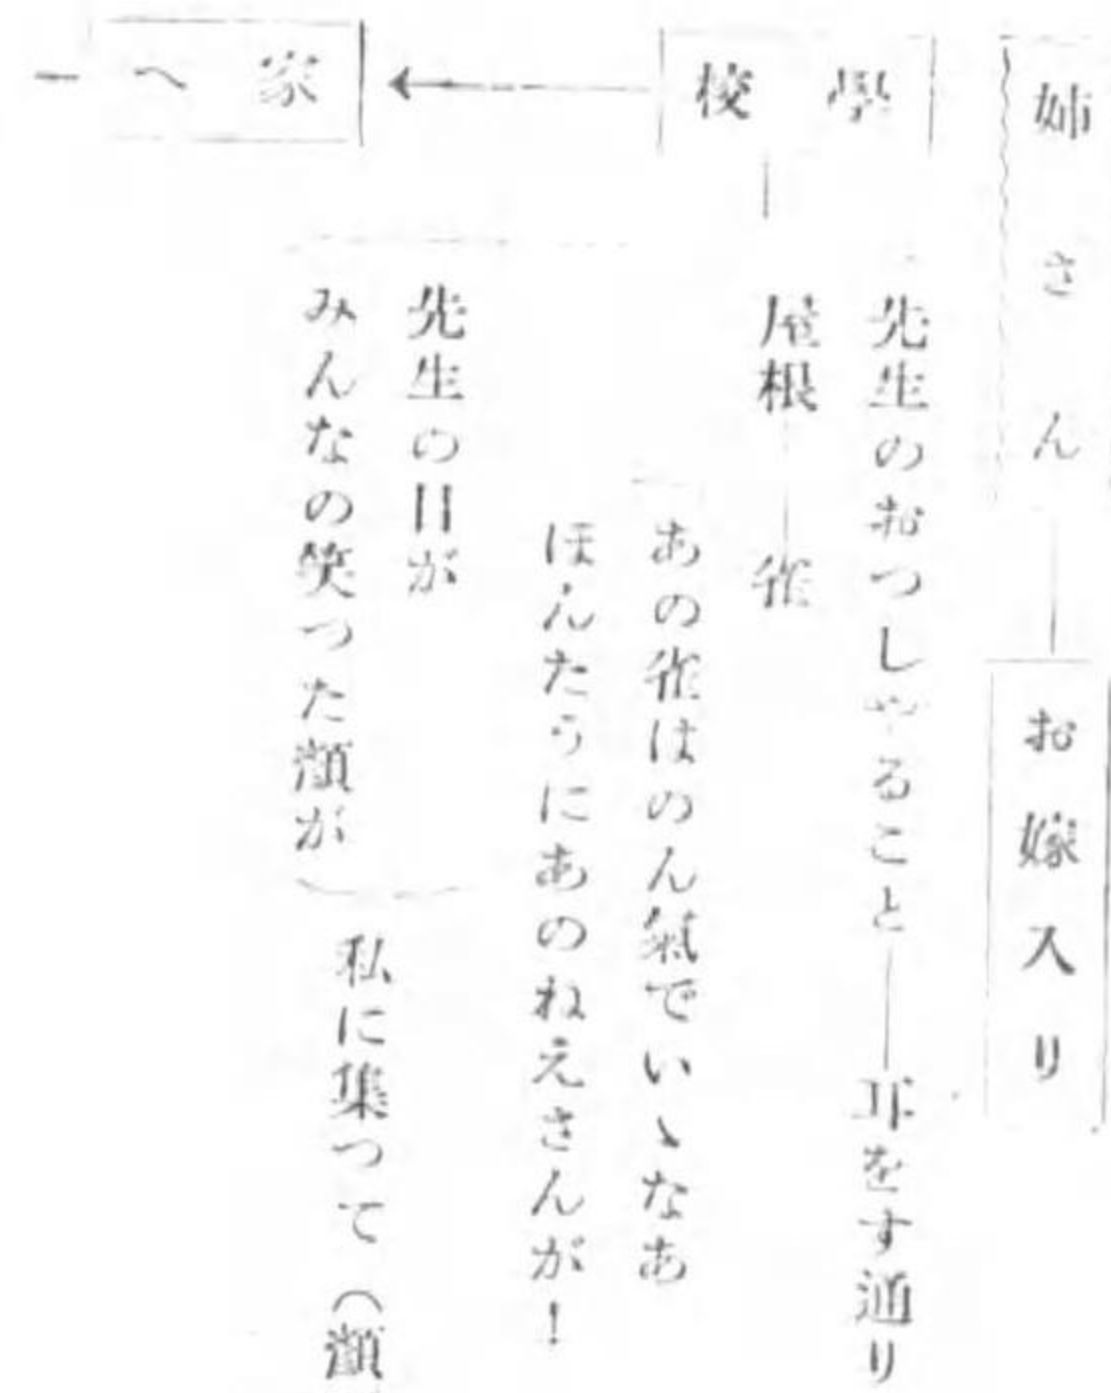 姉さん
お嫁入り
學校
先生のおつしやること
耳をす通り
屋根
雀
あの雀はのん氣でいゝなあ
ほんたうにあのねえさんが!
先生の目が
みんなの笑つた顔が
私に集つて(顔
家へ